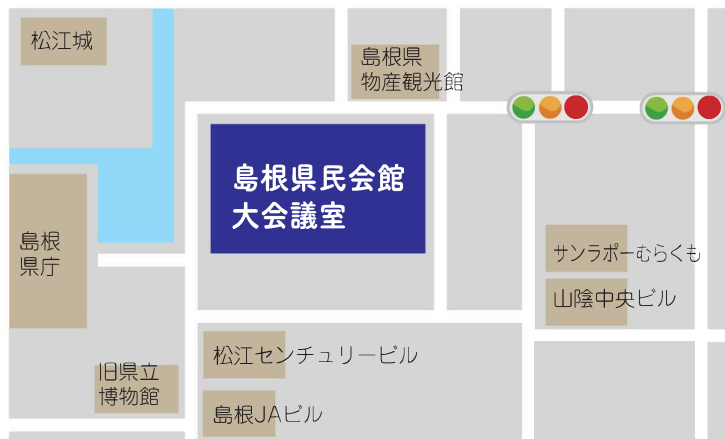 松江城
島根県
物産観光館
島根県民会館
大会議室
島根
県庁
サンラポーむらくも
山陰中央ビル
松江センチュリービル
旧県立
博物館
島根JAビル